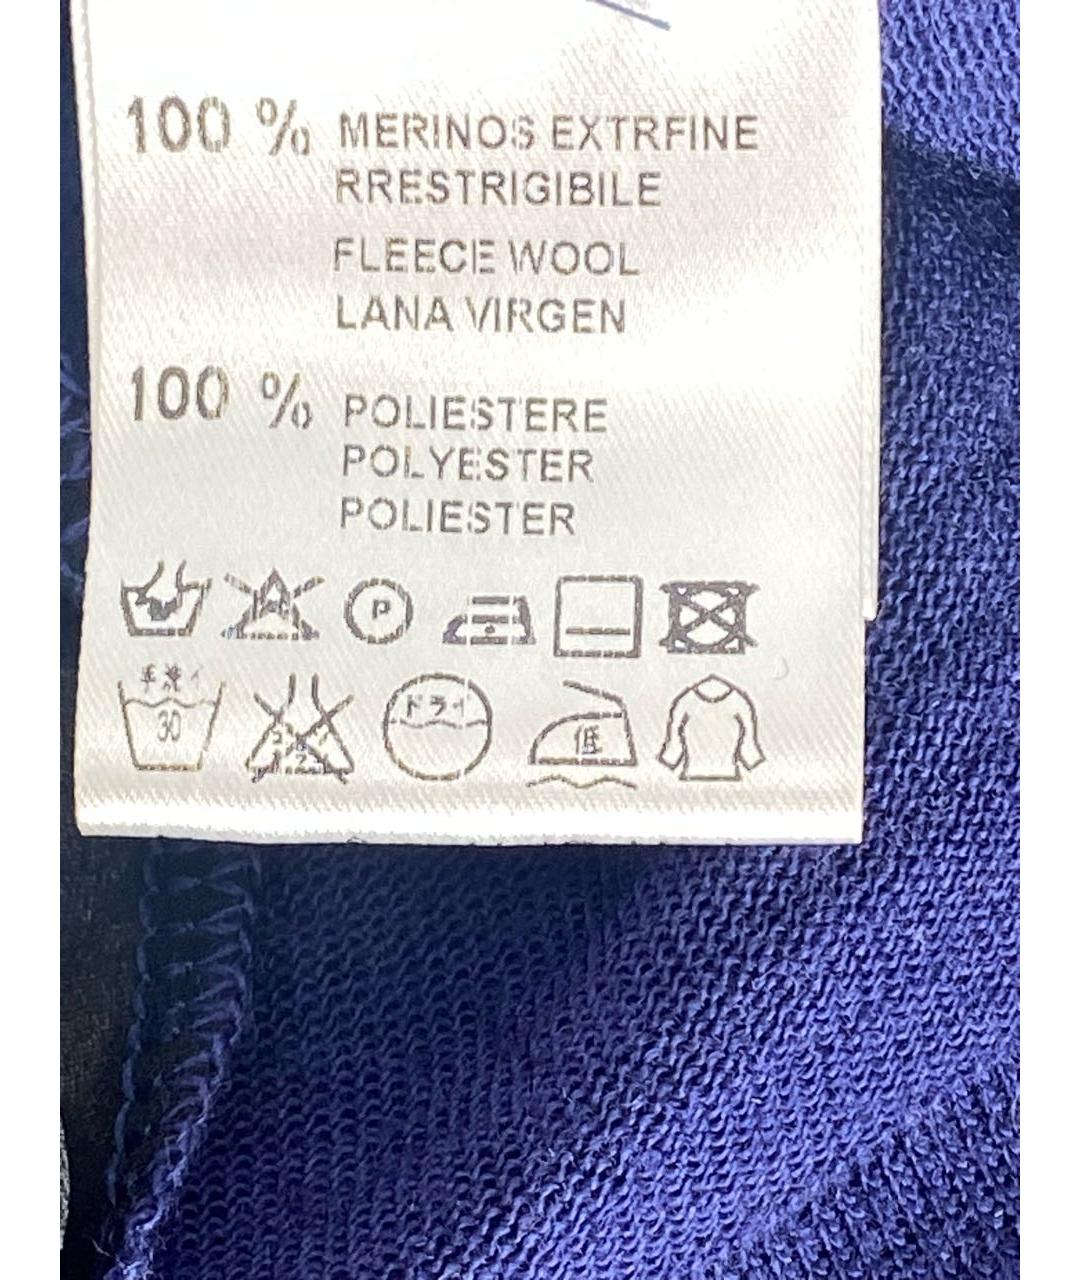 100 % MERINOS EXTRFINE
RRESTRIGIBILE
FLEECE WOOL
LANA VIRGEN
100 % POLIESTERE
POLYESTER
POLIESTER
P
手洗イ
30
ドライ
低